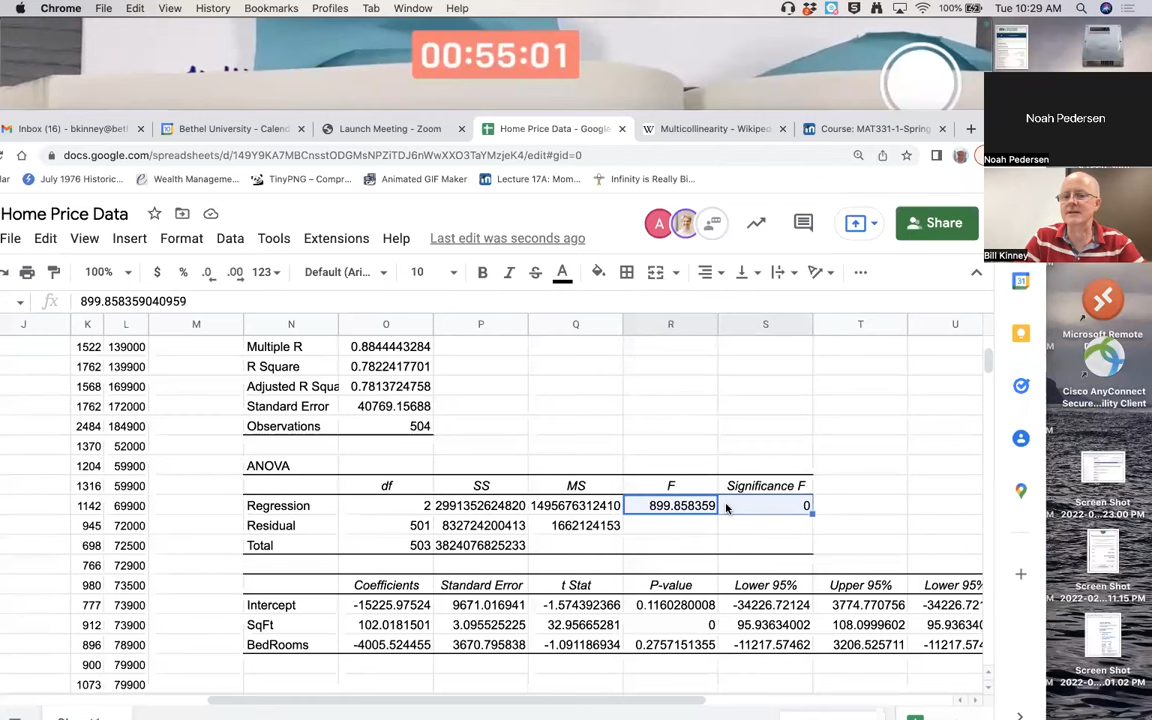 Chrome File Edit View History Bookmarks Profiles Tab Window Help 100% Tue 10:29 AM
00:55:01
Inbox (16) - bkinney@bet
Bethel University - Calend
Launch Meeting - Zoom
Home Price Data - Google
Multicollinearity - Wikiped
Course: MAT331-1-Spring
docs.google.com/spreadsheets/d/149Y9KA7MBCnsstODGMsNPZiTDJ6nWwXXO3TaYMzjeK4/edit#gid=0
dar July 1976 Historic... Wealth Manageme... TinyPNG – Compr... Animated GIF Maker Lecture 17A: Mom... Infinity is Really Bi...
Noah Pedersen
Noah Pedersen
Bill Kinney
Home Price Data
A
Share
File Edit View Insert Format Data Tools Extensions Help Last edit was seconds ago
100% $ % .0 .00 123 Default (Ari... 10 B I S A
fx 899.858359040959
J K L M N O P Q R S T U
1522 139000 Multiple R 0.8844443284
1762 139900 R Square 0.7822417701
1568 169900 Adjusted R Squa 0.7813724758
1762 172000 Standard Error 40769.15688
2484 184900 Observations 504
1370 52000
1204 59900 ANOVA
1316 59900 df SS MS F Significance F
1142 69900 Regression 2 2991352624820 1495676312410 899.858359 0
945 72000 Residual 501 832724200413 1662124153
698 72500 Total 503 3824076825233
766 72900
980 73500 Coefficients Standard Error t Stat P-value Lower 95% Upper 95% Lower 95%
777 73900 Intercept -15225.97524 9671.016941 -1.574392366 0.1160280008 -34226.72124 3774.770756 -34226.72
912 73900 SqFt 102.0181501 3.095525225 32.95665281 0 95.93634002 108.0999602 95.93634
896 78900 BedRooms -4005.524455 3670.795838 -1.091186934 0.2757151355 -11217.57462 3206.525711 -11217.574
900 79900
1073 79900
31
Microsoft Remote
Cisco AnyConnect
Secure...ility Client
Screen Shot
2022-0...23.00 PM
Screen Shot
2022-02...11.15 PM
Screen Shot
2022-0....01.02 PM